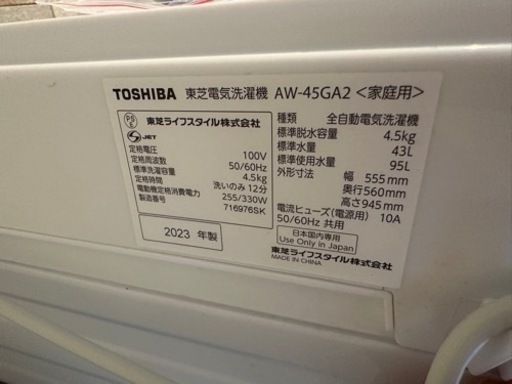 TOSHIBA 東芝電気洗濯機 AW-45GA2 <家庭用>
PS
E
JET
東芝ライフスタイル株式会社
定格電圧 100V
定格周波数 50/60Hz
標準洗濯容量 4.5kg
定格時間 洗いのみ 12分
電動機定格消費電力 255/330W
製造番号 716976SK
2023 年製
種類 全自動電気洗濯機
標準脱水容量 4.5kg
標準水量 43L
標準使用水量 95L
外形寸法 幅 555mm
奥行560mm
高さ945mm
電流ヒューズ(電源用) 10A
50/60Hz 共用
日本国内専用
Use Only in Japan
東芝ライフスタイル株式会社
MADE IN CHINA